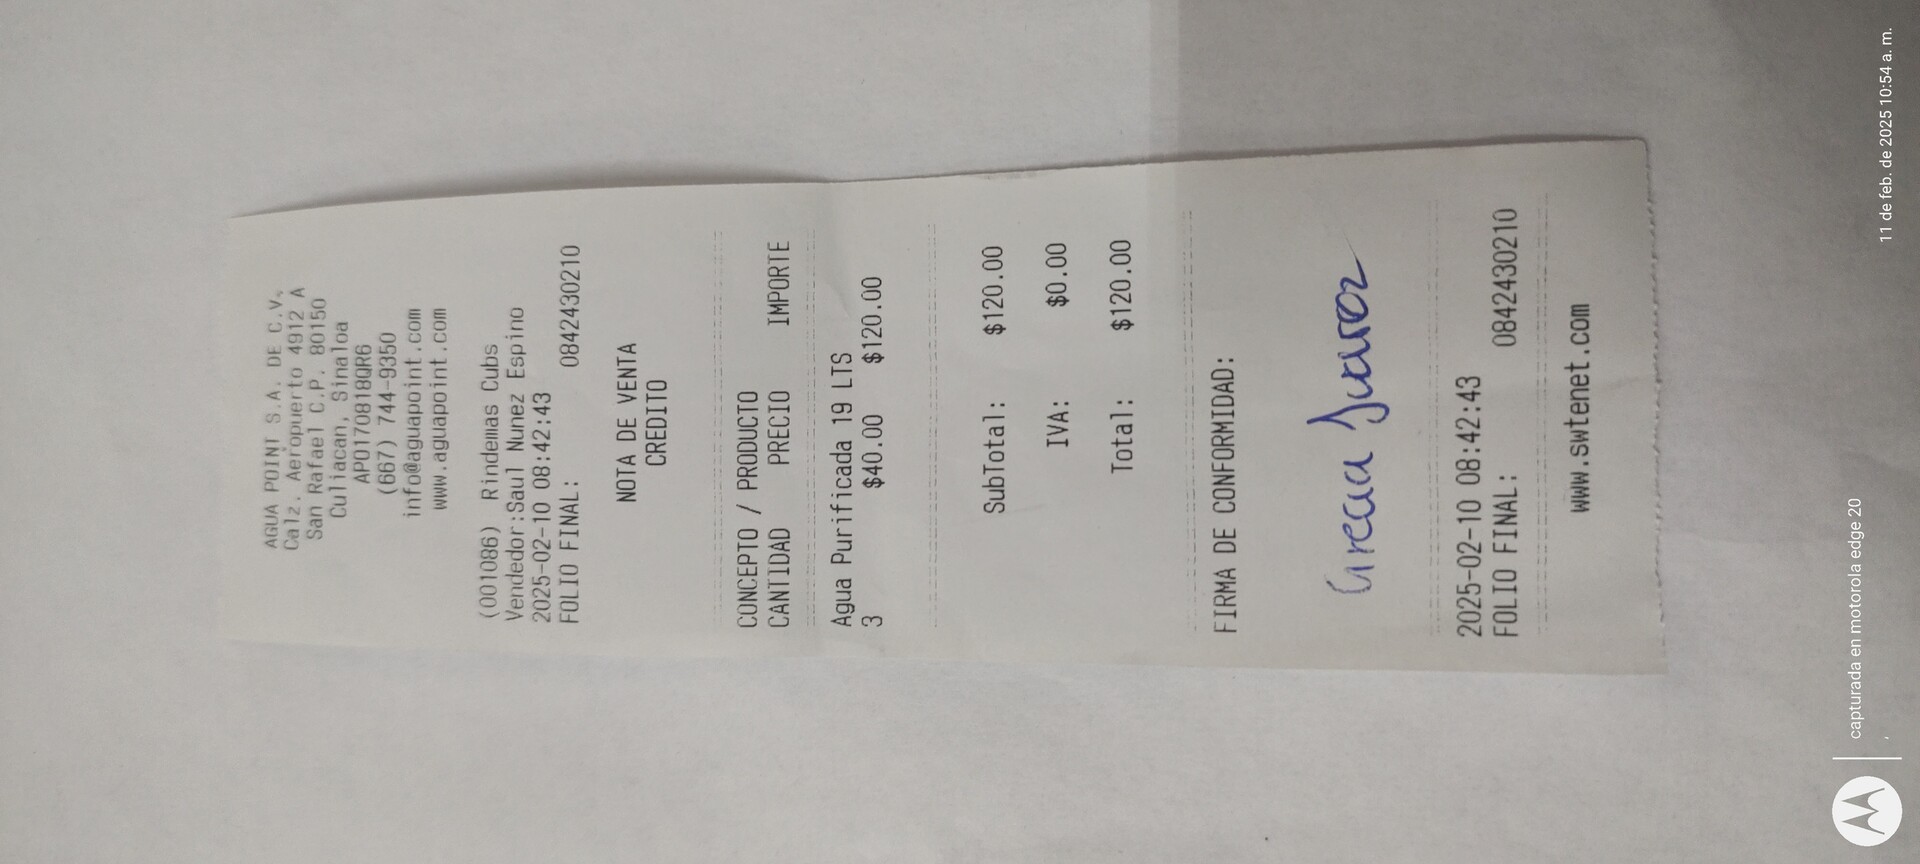 AGUA POINT S.A. DE C.V.
Calz. Aeropuerto 4912 A
San Rafael C.P. 80150
Culiacan, Sinaloa
APO170818QR6
(667) 744-9350
info@aguapoint.com
www.aguapoint.com
(001086) Rindemas Cubs
Vendedor:Saul Nunez Espino
2025-02-10 08:42:43
FOLIO FINAL: 0842430210
NOTA DE VENTA
CREDITO
CONCEPTO / PRODUCTO
CANTIDAD PRECIO IMPORTE
Agua Purificada 19 LTS
3 $40.00 $120.00
SubTotal: $120.00
IVA: $0.00
Total: $120.00
FIRMA DE CONFORMIDAD:
Grecia Juarez
2025-02-10 08:42:43
FOLIO FINAL: 0842430210
www.swtenet.com
capturada en motorola edge 20
11 de feb. de 2025 10:54 a. m.